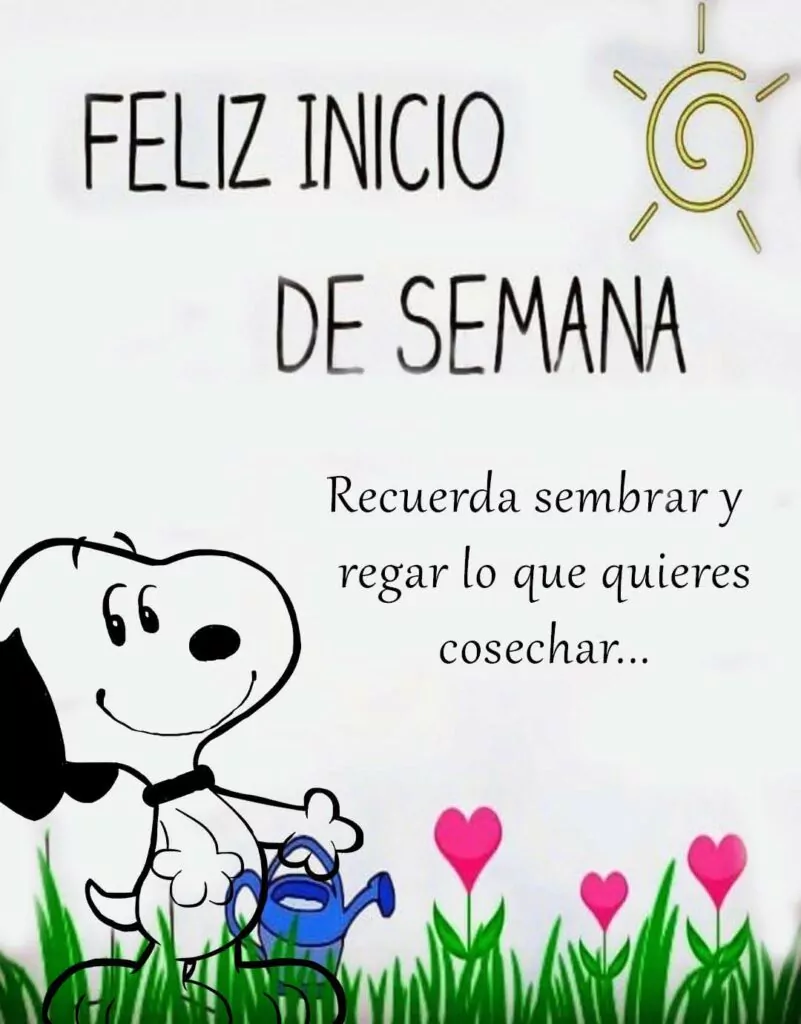 FELIZ INICIO
DE SEMANA
Recuerda sembrar y
regar lo que quieres
cosechar...